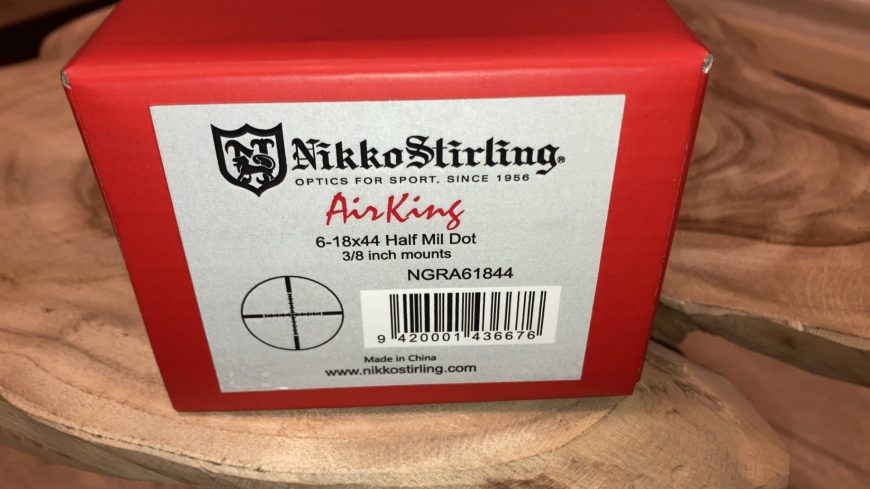 N
NikkoStirling®
OPTICS FOR SPORT, SINCE 1956
AirKing
6-18x44 Half Mil Dot
3/8 inch mounts
NGRA61844
9 420001 436676
Made in China
www.nikkostirling.com